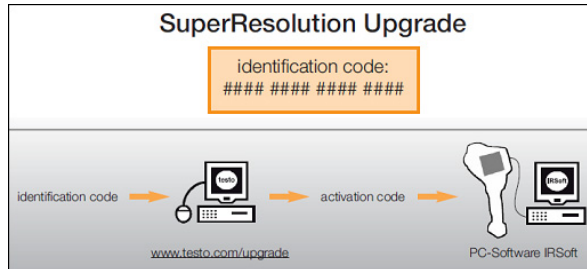 SuperResolution Upgrade
identification code:
#### #### #### ####
testo
IRSoft
identification code
activation code
www.testo.com/upgrade
PC-Software IRSoft